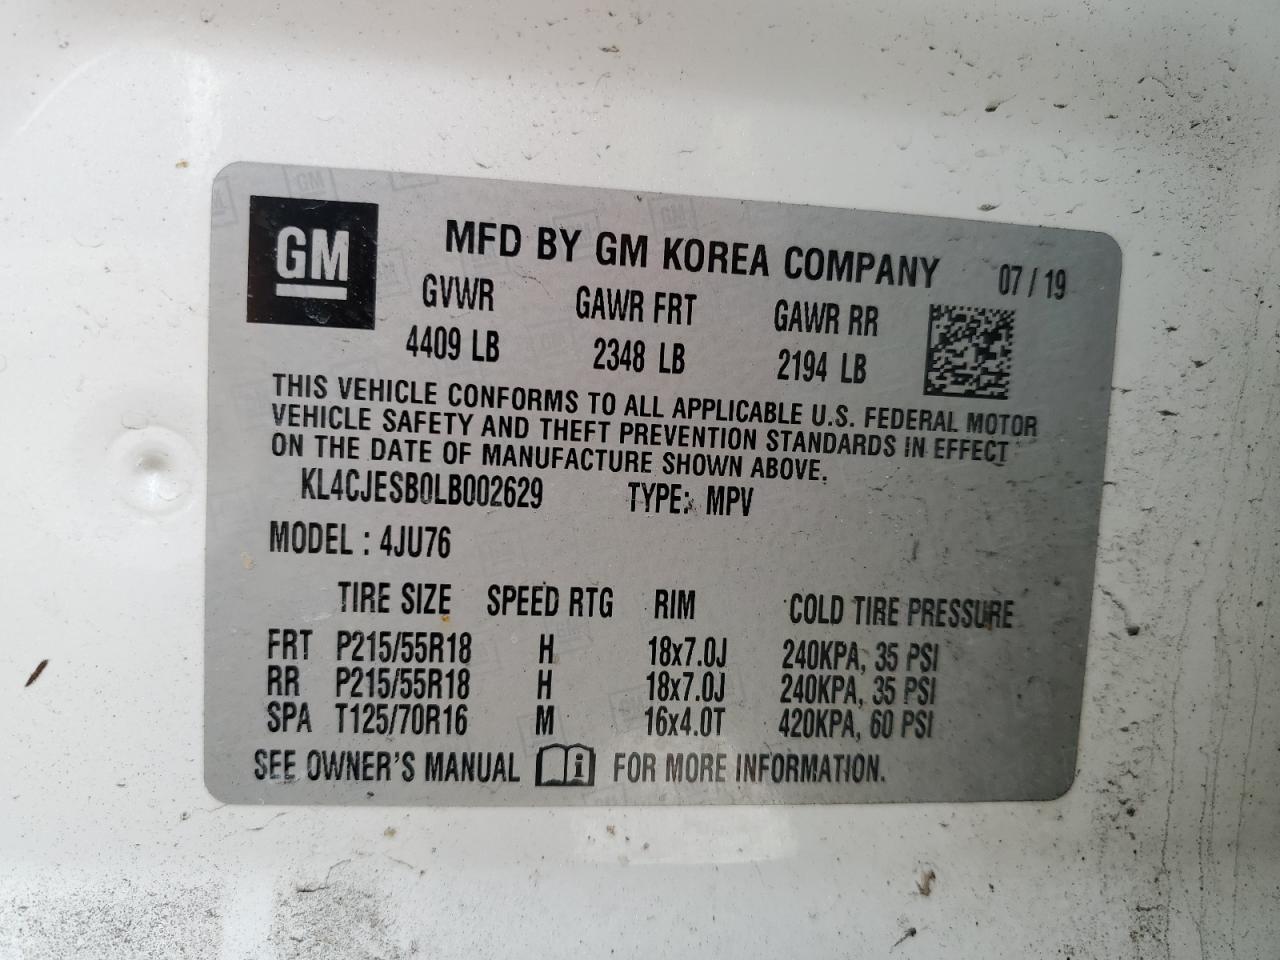 GM
MFD BY GM KOREA COMPANY 07 / 19
GVWR GAWR FRT GAWR RR
4409 LB 2348 LB 2194 LB
THIS VEHICLE CONFORMS TO ALL APPLICABLE U.S. FEDERAL MOTOR
VEHICLE SAFETY AND THEFT PREVENTION STANDARDS IN EFFECT
ON THE DATE OF MANUFACTURE SHOWN ABOVE.
KL4CJESB0LB002629 TYPE: MPV
MODEL : 4JU76
TIRE SIZE SPEED RTG RIM COLD TIRE PRESSURE
FRT P215/55R18 H 18x7.0J 240KPA, 35 PSI
RR P215/55R18 H 18x7.0J 240KPA, 35 PSI
SPA T125/70R16 M 16x4.0T 420KPA, 60 PSI
SEE OWNER'S MANUAL i FOR MORE INFORMATION.